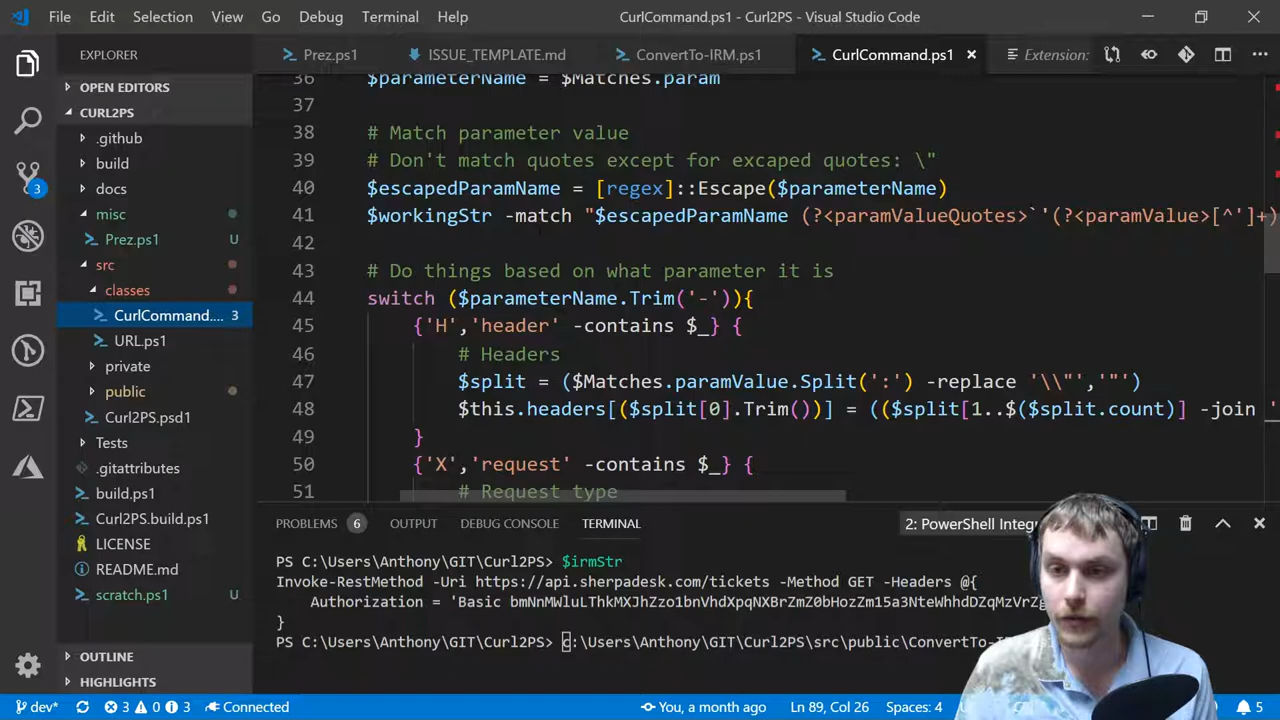 File Edit Selection View Go Debug Terminal Help CurlCommand.ps1 - Curl2PS - Visual Studio Code
EXPLORER Prez.ps1 ISSUE_TEMPLATE.md ConvertTo-IRM.ps1 CurlCommand.ps1 Extension:
OPEN EDITORS
CURL2PS
.github
build
docs
misc
Prez.ps1 U
src
classes
CurlCommand.... 3
URL.ps1
private
public
Curl2PS.psd1
Tests
.gitattributes
build.ps1
Curl2PS.build.ps1
LICENSE
README.md
scratch.ps1 U
OUTLINE
HIGHLIGHTS
3
36 $parameterName = $Matches.param
37
38 # Match parameter value
39 # Don't match quotes except for excaped quotes: \"
40 $escapedParamName = [regex]::Escape($parameterName)
41 $workingStr -match "$escapedParamName (?<paramValueQuotes>`'(?<paramValue>[^']+)
42
43 # Do things based on what parameter it is
44 switch ($parameterName.Trim('-')){
45 {'H','header' -contains $_} {
46 # Headers
47 $split = ($Matches.paramValue.Split(':') -replace '\\"','"')
48 $this.headers[($split[0].Trim())] = (($split[1..$($split.count)] -join '
49 }
50 {'X','request' -contains $_} {
51 # Request type
PROBLEMS 6 OUTPUT DEBUG CONSOLE TERMINAL 2: PowerShell Integ
PS C:\Users\Anthony\GIT\Curl2PS> $irmStr
Invoke-RestMethod -Uri https://api.sherpadesk.com/tickets -Method GET -Headers @{
Authorization = 'Basic
}
PS C:\Users\Anthony\GIT\Curl2PS> c:\Users\Anthony\GIT\Curl2PS\src\public\ConvertTo-I
dev* 3 0 3 Connected You, a month ago Ln 89, Col 26 Spaces: 4 5